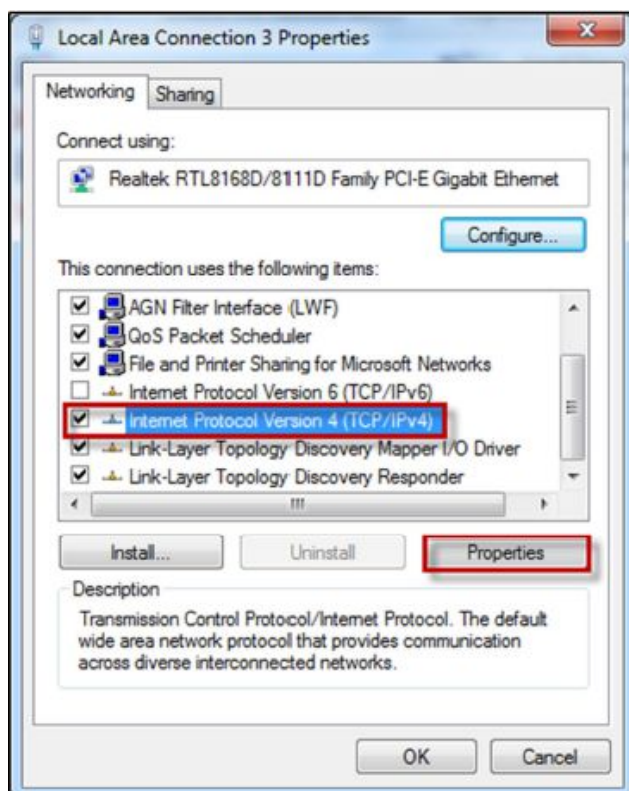 Local Area Connection 3 Properties
Networking
Sharing
Connect using:
Realtek RTL8168D/8111D Family PCI-E Gigabit Ethernet
Configure...
This connection uses the following items:
AGN Filter Interface (LWF)
QoS Packet Scheduler
File and Printer Sharing for Microsoft Networks
Internet Protocol Version 6 (TCP/IPv6)
Internet Protocol Version 4 (TCP/IPv4)
Link-Layer Topology Discovery Mapper I/O Driver
Link-Layer Topology Discovery Responder
Install...
Uninstall
Properties
Description
Transmission Control Protocol/Internet Protocol. The default
wide area network protocol that provides communication
across diverse interconnected networks.
OK
Cancel